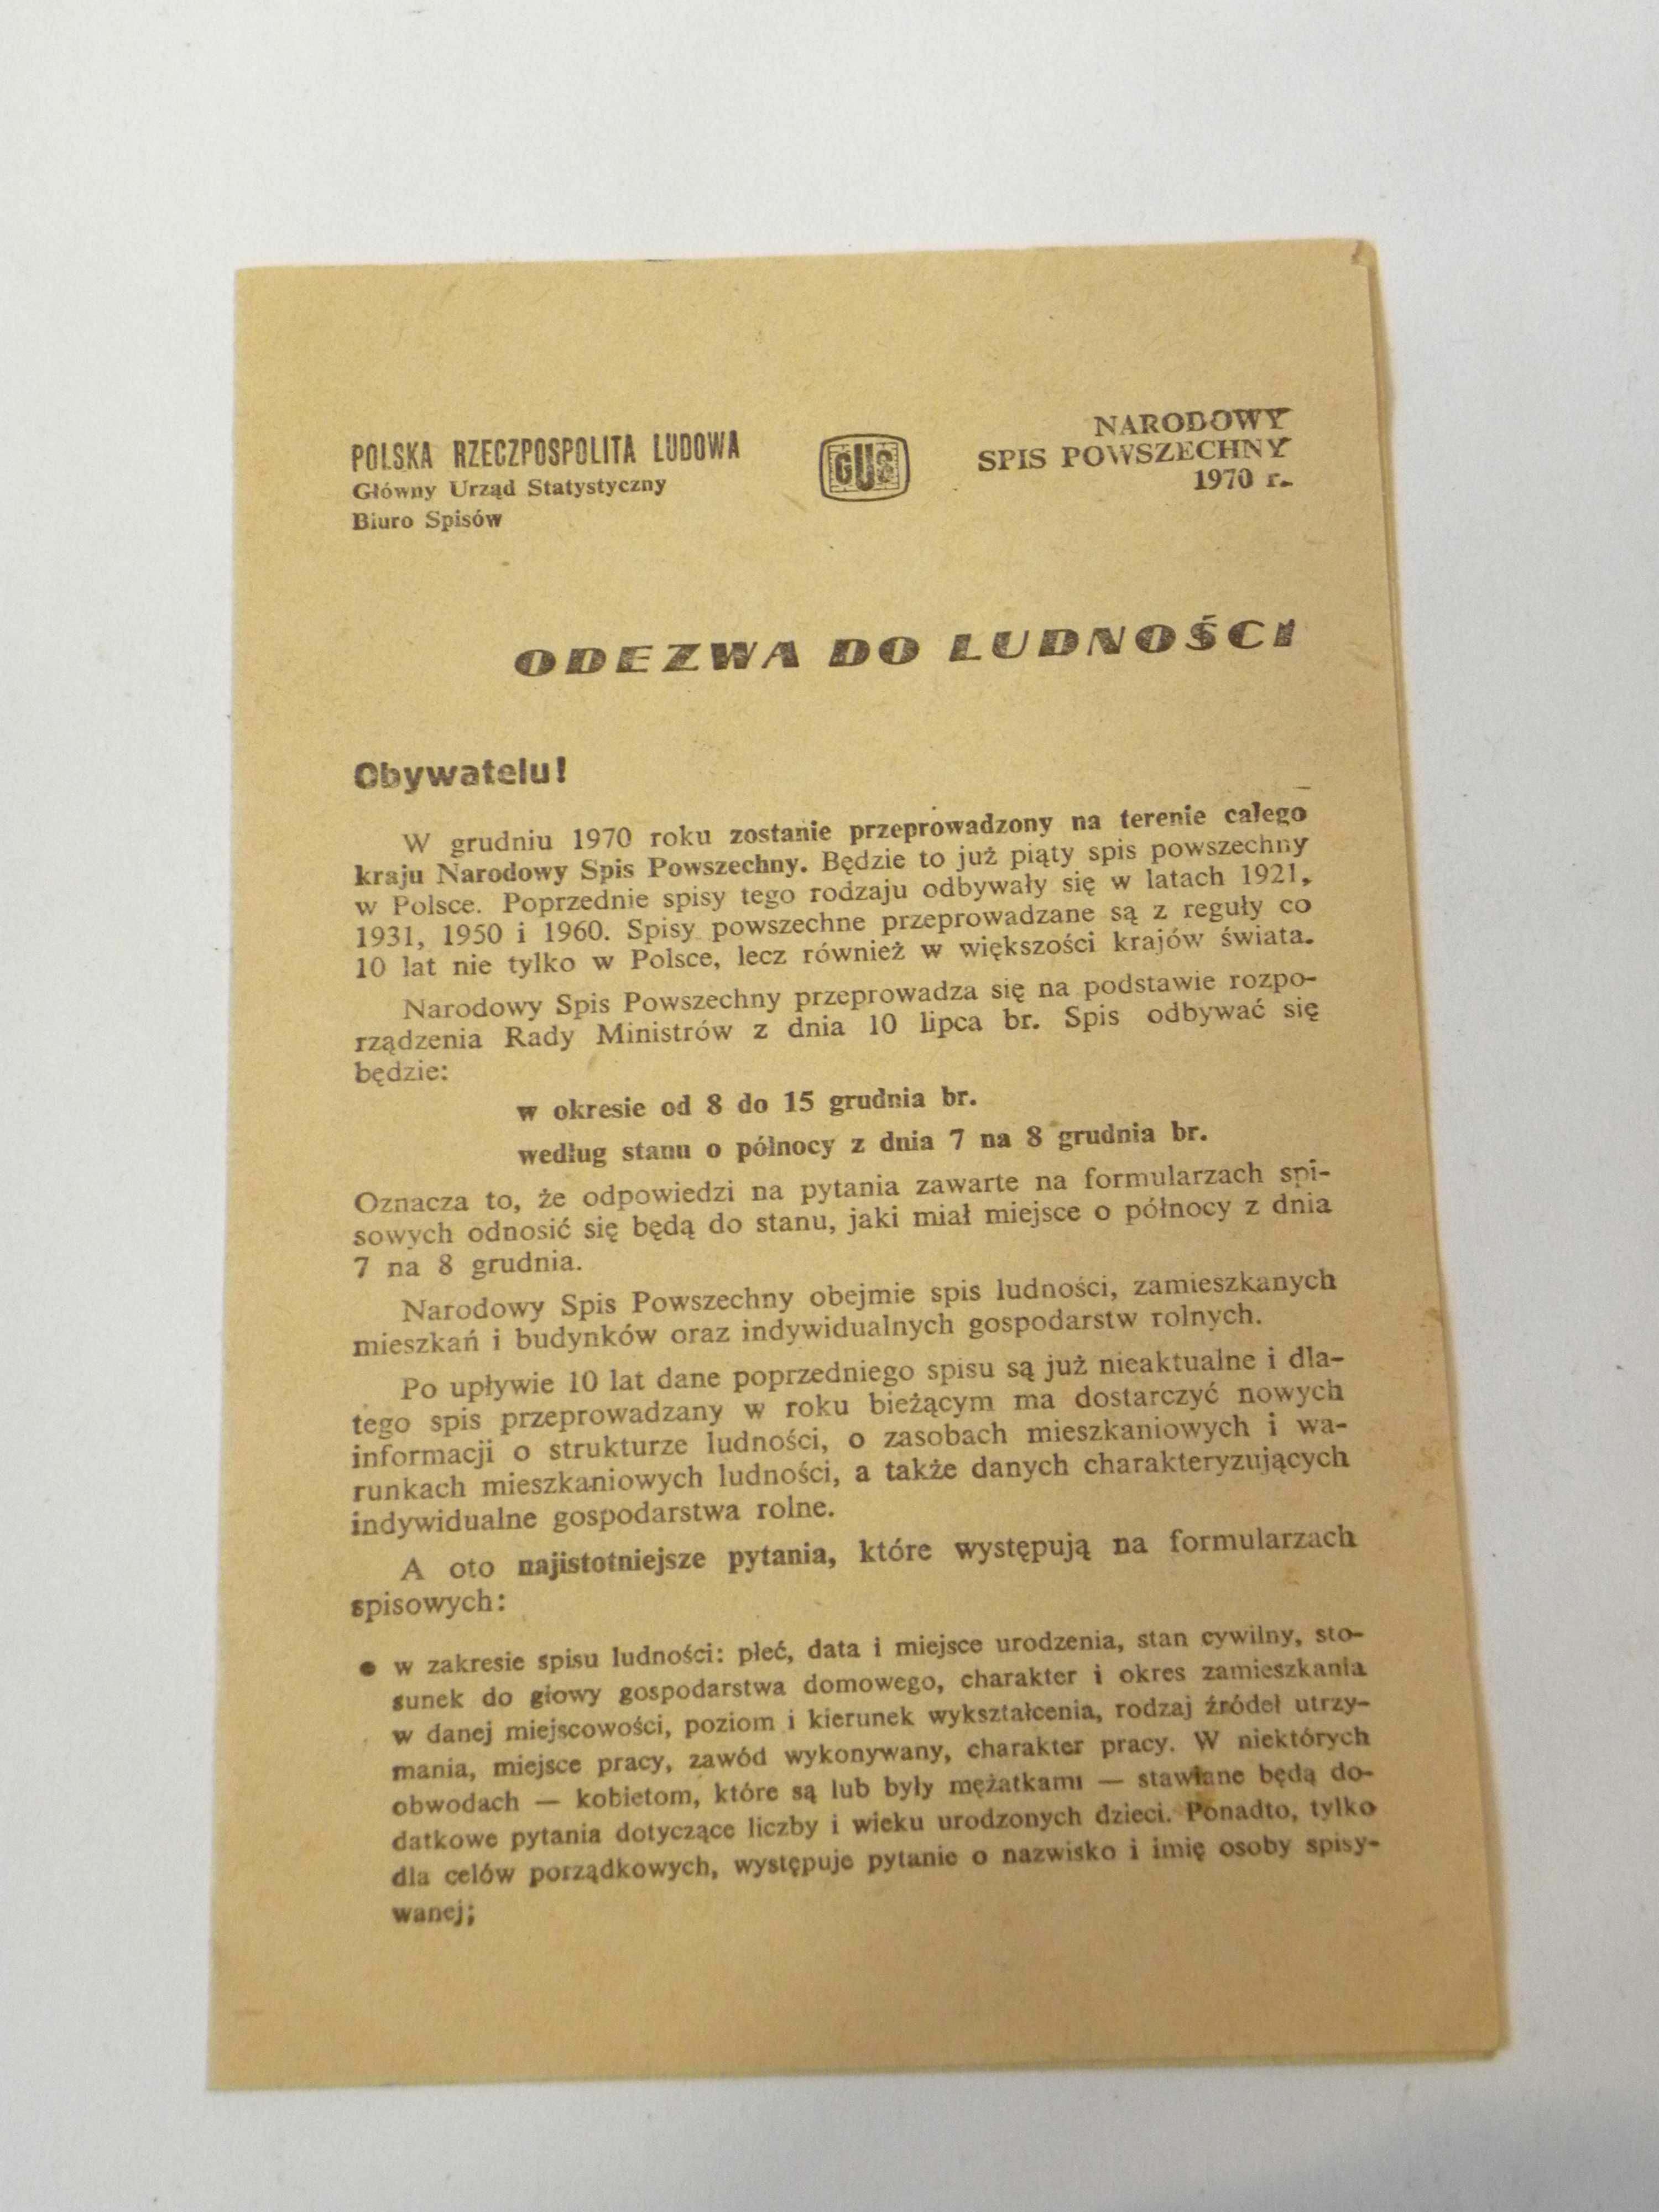 POLSKA RZECZPOSPOLITA LUDOWA
Główny Urząd Statystyczny
Biuro Spisów
GUS
NARODOWY
SPIS POWSZECHNY
1970 r.
ODEZWA DO LUDNOŚCI
Obywatelu!
W grudniu 1970 roku zostanie przeprowadzony na terenie całego
kraju Narodowy Spis Powszechny. Będzie to już piąty spis powszechny
w Polsce. Poprzednie spisy tego rodzaju odbywały się w latach 1921,
1931, 1950 i 1960. Spisy powszechne przeprowadzane są z reguły co
10 lat nie tylko w Polsce, lecz również w większości krajów świata.
Narodowy Spis Powszechny przeprowadza się na podstawie rozpo-
rządzenia Rady Ministrów z dnia 10 lipca br. Spis odbywać się
będzie:
w okresie od 8 do 15 grudnia br.
według stanu o północy z dnia 7 na 8 grudnia br.
Oznacza to, że odpowiedzi na pytania zawarte na formularzach spi-
sowych odnosić się będą do stanu, jaki miał miejsce o północy z dnia
7 na 8 grudnia.
Narodowy Spis Powszechny obejmie spis ludności, zamieszkanych
mieszkań i budynków oraz indywidualnych gospodarstw rolnych.
Po upływie 10 lat dane poprzedniego spisu są już nieaktualne i dla-
tego spis przeprowadzany w roku bieżącym ma dostarczyć nowych
informacji o strukturze ludności, o zasobach mieszkaniowych i wa-
runkach mieszkaniowych ludności, a także danych charakteryzujących
indywidualne gospodarstwa rolne.
A oto najistotniejsze pytania, które występują na formularzach
spisowych:
● w zakresie spisu ludności: płeć, data i miejsce urodzenia, stan cywilny, sto-
sunek do głowy gospodarstwa domowego, charakter i okres zamieszkania
w danej miejscowości, poziom i kierunek wykształcenia, rodzaj źródeł utrzy-
mania, miejsce pracy, zawód wykonywany, charakter pracy. W niektórych
obwodach — kobietom, które są lub były mężatkami — stawiane będą do-
datkowe pytania dotyczące liczby i wieku urodzonych dzieci. Ponadto, tylko
dla celów porządkowych, występuje pytanie o nazwisko i imię osoby spisy-
wanej;